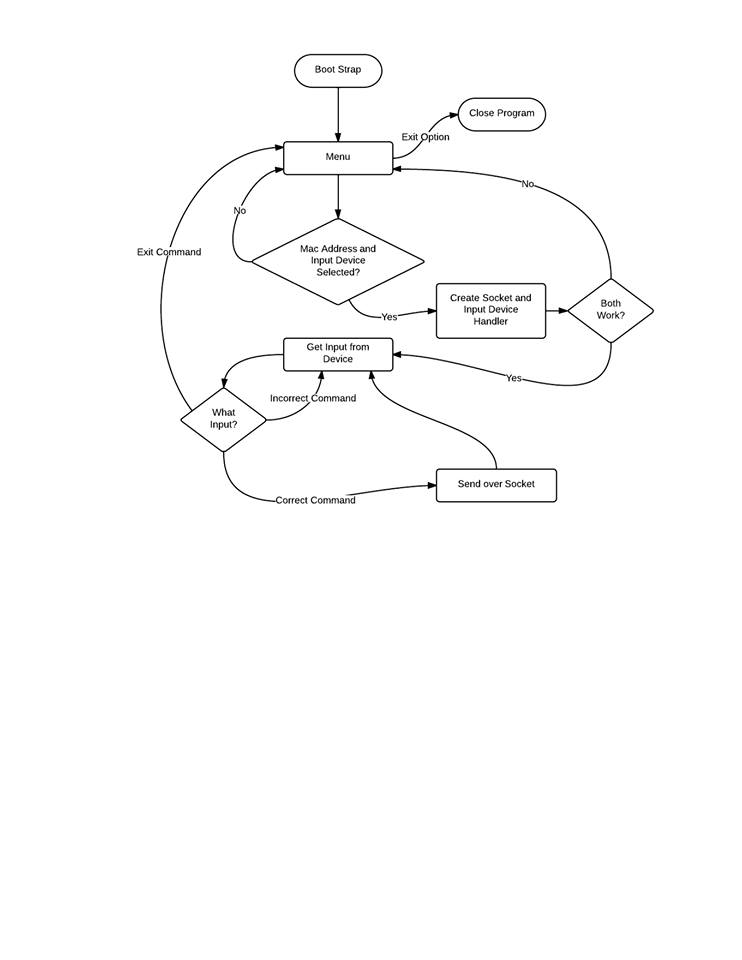 Boot Strap
Close Program
Exit Option
Menu
No
No
Exit Command
Mac Address and
Input Device
Selected?
Create Socket and
Input Device
Handler
Both
Work?
Yes
Get Input from
Device
Yes
Incorrect Command
What
Input?
Send over Socket
Correct Command